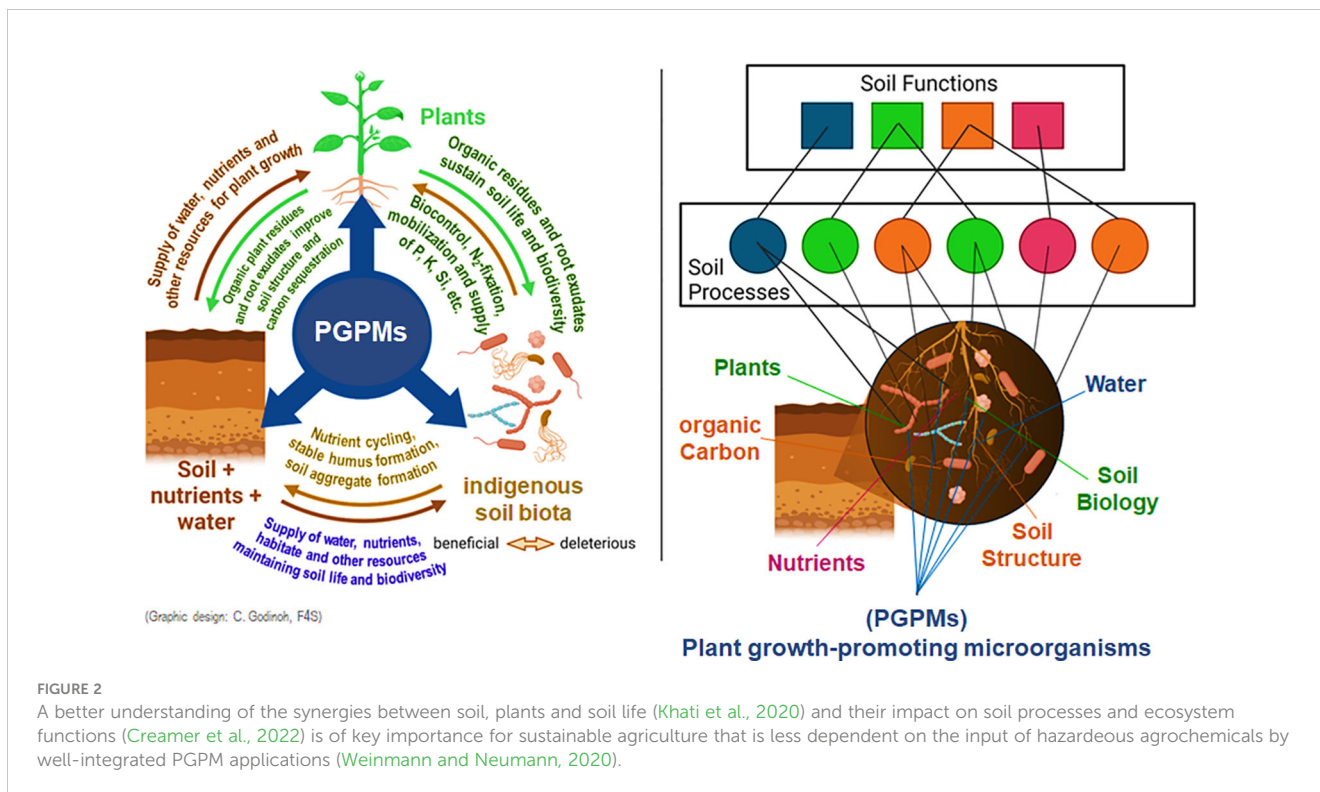 Plants
Supply of water, nutrients and
other resources for plant growth
Organic plant residues
and root exudates improve
soil structure and
carbon sequestration
Organic residues and root exudates
sustain soil life and biodiversity
Biocontrol, N₂-fixation,
mobilization and supply
of P, K, Si, etc.
PGPMs
Soil +
nutrients +
water
Nutrient cycling,
stable humus formation,
soil aggregate formation
indigenous
soil biota
beneficial deleterious
Supply of water, nutrients,
habitate and other resources
maintaining soil life and biodiversity
(Graphic design: C. Godinoh, F4S)
Soil Functions
Soil
Processes
Plants
Water
organic
Carbon
Soil
Biology
Soil
Structure
Nutrients
(PGPMs)
Plant growth-promoting microorganisms
FIGURE 2
A better understanding of the synergies between soil, plants and soil life (Khati et al., 2020) and their impact on soil processes and ecosystem
functions (Creamer et al., 2022) is of key importance for sustainable agriculture that is less dependent on the input of hazardeous agrochemicals by
well-integrated PGPM applications (Weinmann and Neumann, 2020).